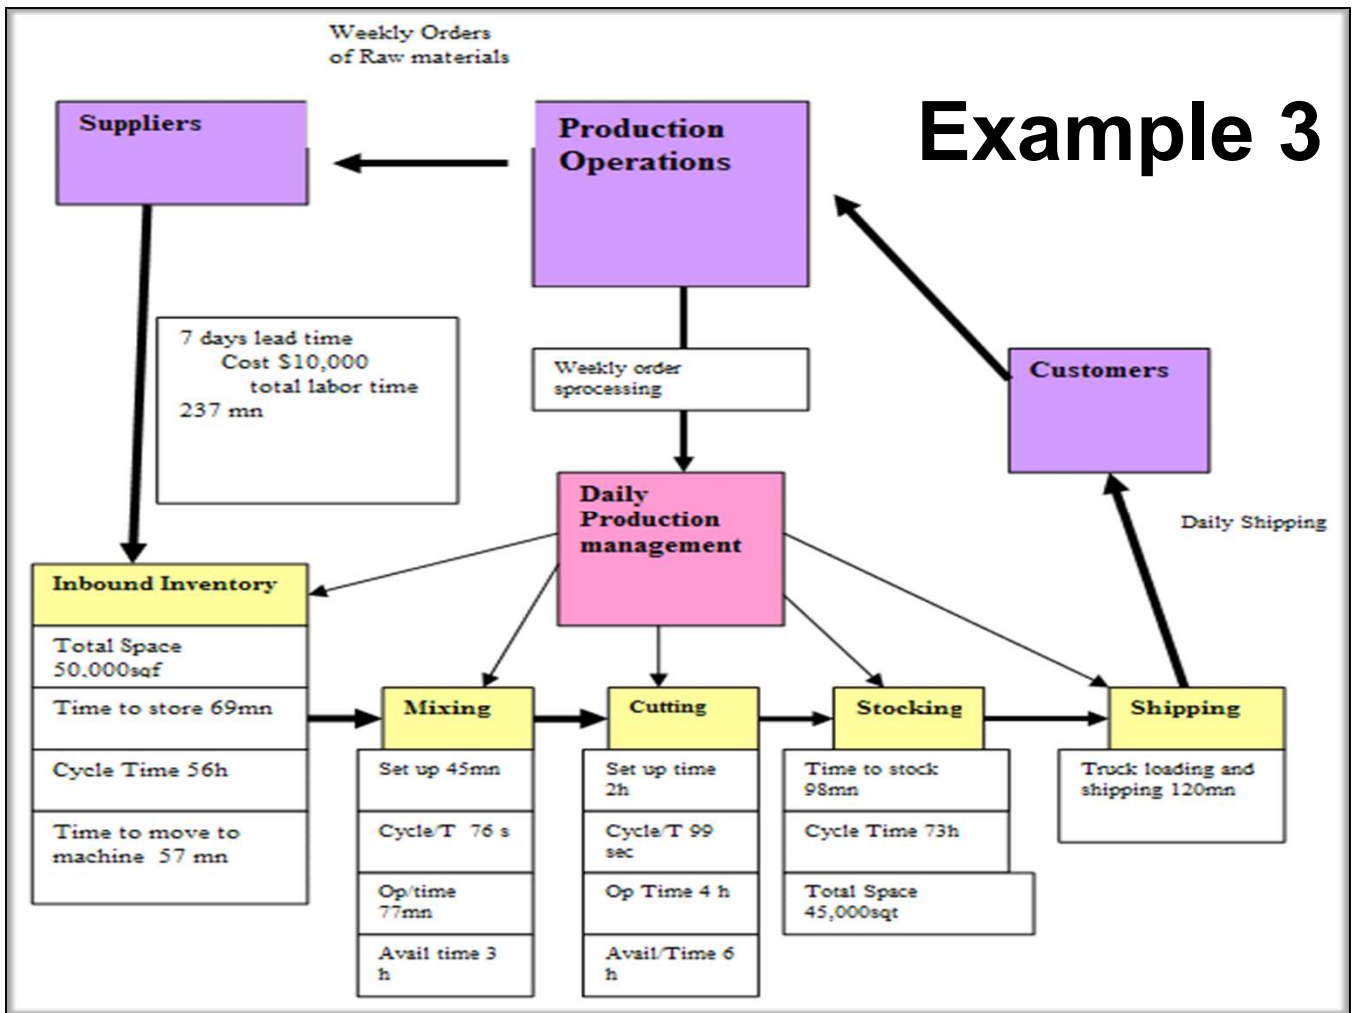 Weekly Orders
of Raw materials
Suppliers
Production
Operations
Example 3
7 days lead time
Cost $10,000
total labor time
237 mn
Weekly order
sprocessing
Customers
Daily
Production
management
Daily Shipping
Inbound Inventory
Total Space
50,000sqf
Time to store 69mn
Cycle Time 56h
Time to move to
machine 57 mn
Mixing
Set up 45mn
Cycle/T 76 s
Op/time
77mn
Avail time 3
h
Cutting
Set up time
2h
Cycle/T 99
sec
Op Time 4 h
Avail/Time 6
h
Stocking
Time to stock
98mn
Cycle Time 73h
Total Space
45,000sqt
Shipping
Truck loading and
shipping 120mn